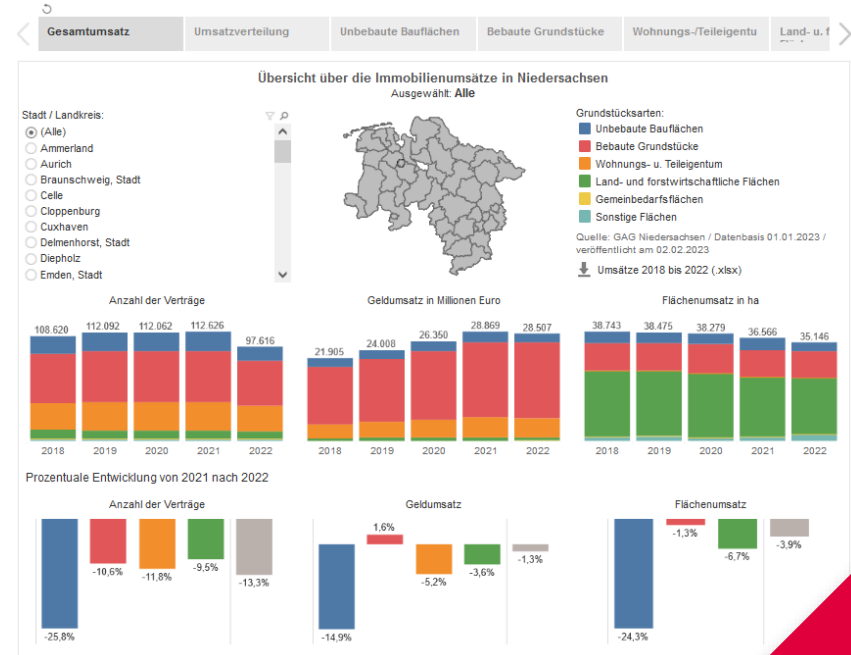 Gesamtumsatz
Umsatzverteilung
Unbebaute Bauflächen
Bebaute Grundstücke
Wohnungs-/Teileigentu
Land- u. f
Übersicht über die Immobilienumsätze in Niedersachsen
Ausgewählt: Alle
Stadt / Landkreis:
(Alle)
Ammerland
Aurich
Braunschweig, Stadt
Celle
Cloppenburg
Cuxhaven
Delmenhorst, Stadt
Diepholz
Emden, Stadt
Grundstücksarten:
Unbebaute Bauflächen
Bebaute Grundstücke
Wohnungs- u. Teileigentum
Land- und forstwirtschaftliche Flächen
Gemeinbedarfsflächen
Sonstige Flächen
Quelle: GAG Niedersachsen / Datenbasis 01.01.2023 /
veröffentlicht am 02.02.2023
Umsätze 2018 bis 2022 (.xlsx)
Anzahl der Verträge
108.620 112.092 112.062 112.626 97.616
2018 2019 2020 2021 2022
Geldumsatz in Millionen Euro
21.905 24.008 26.350 28.869 28.507
2018 2019 2020 2021 2022
Flächenumsatz in ha
38.743 38.475 38.279 36.566 35.146
2018 2019 2020 2021 2022
Prozentuale Entwicklung von 2021 nach 2022
Anzahl der Verträge
-25,8% -10,6% -11,8% -9,5% -13,3%
Geldumsatz
-14,9% 1,6% -5,2% -3,6% -1,3%
Flächenumsatz
-24,3% -1,3% -6,7% -3,9%